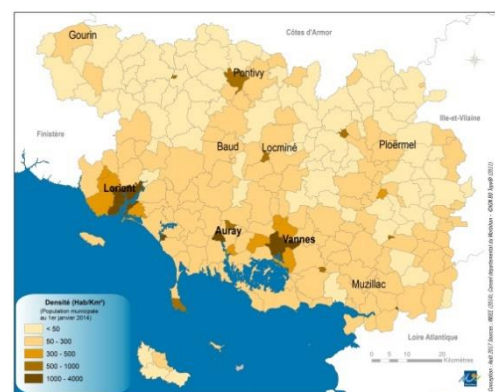 Gourin
Côtes d'Armor
Pontivy
Ille-et-Vilaine
Finistère
Baud
Locminé
Ploërmel
Lorient
Auray
Vannes
Muzillac
Densité (Hab/Km²)
(Population municipale
au 1er janvier 2014)
< 50
50 - 300
300 - 500
500 - 1000
1000 - 4000
Loire Atlantique
0 5 10 20
Kilomètres